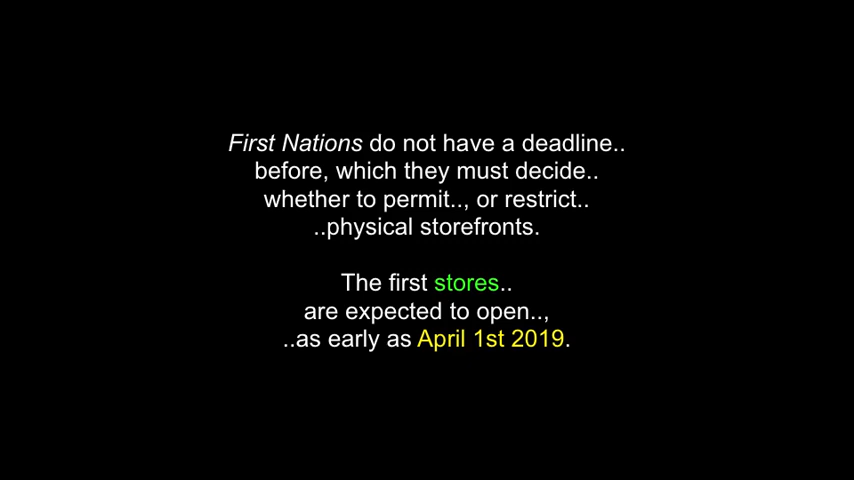 First Nations do not have a deadline..
before, which they must decide..
whether to permit.., or restrict..
..physical storefronts.
The first stores..
are expected to open..,
..as early as April 1st 2019.